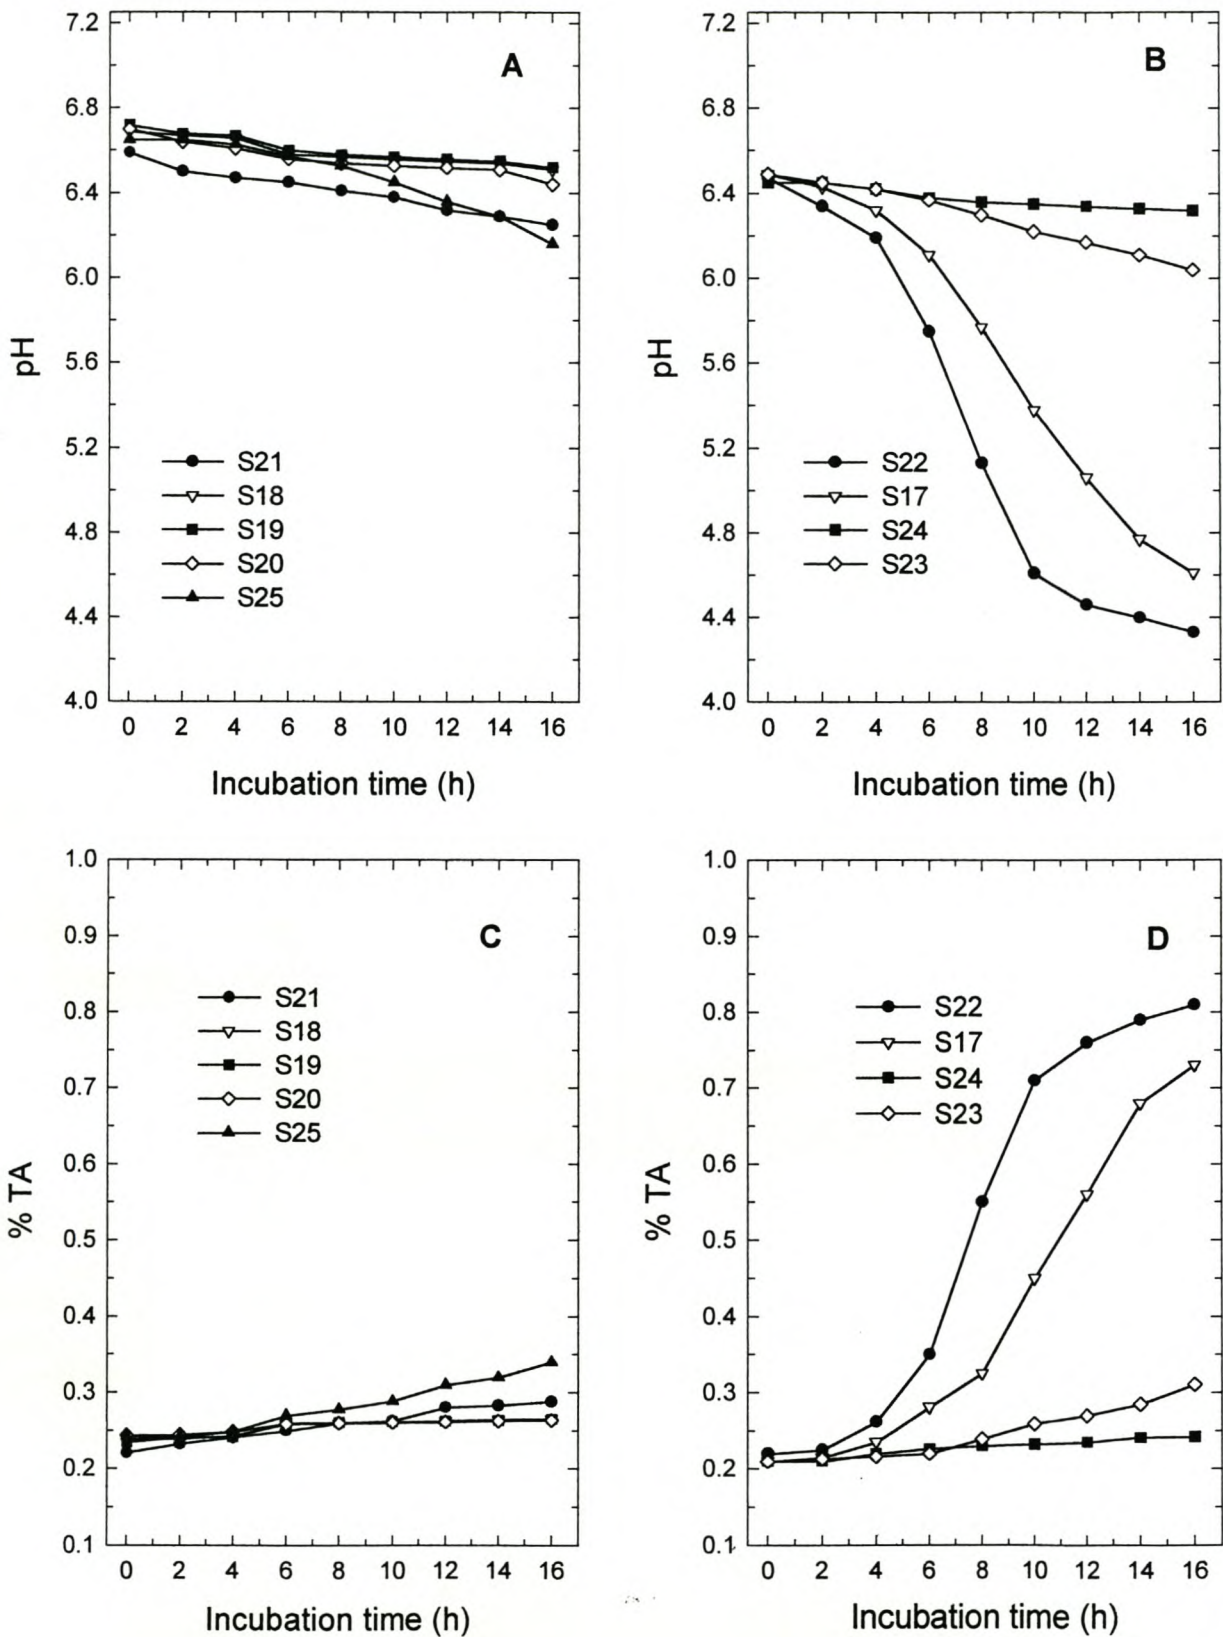 A
7.2
6.8
6.4
6.0
5.6
5.2
4.8
4.4
4.0
pH
S21
S18
S19
S20
S25
0 2 4 6 8 10 12 14 16
Incubation time (h)
B
7.2
6.8
6.4
6.0
5.6
5.2
4.8
4.4
4.0
pH
S22
S17
S24
S23
0 2 4 6 8 10 12 14 16
Incubation time (h)
C
1.0
0.9
0.8
0.7
0.6
0.5
0.4
0.3
0.2
0.1
% TA
S21
S18
S19
S20
S25
0 2 4 6 8 10 12 14 16
Incubation time (h)
D
1.0
0.9
0.8
0.7
0.6
0.5
0.4
0.3
0.2
0.1
% TA
S22
S17
S24
S23
0 2 4 6 8 10 12 14 16
Incubation time (h)